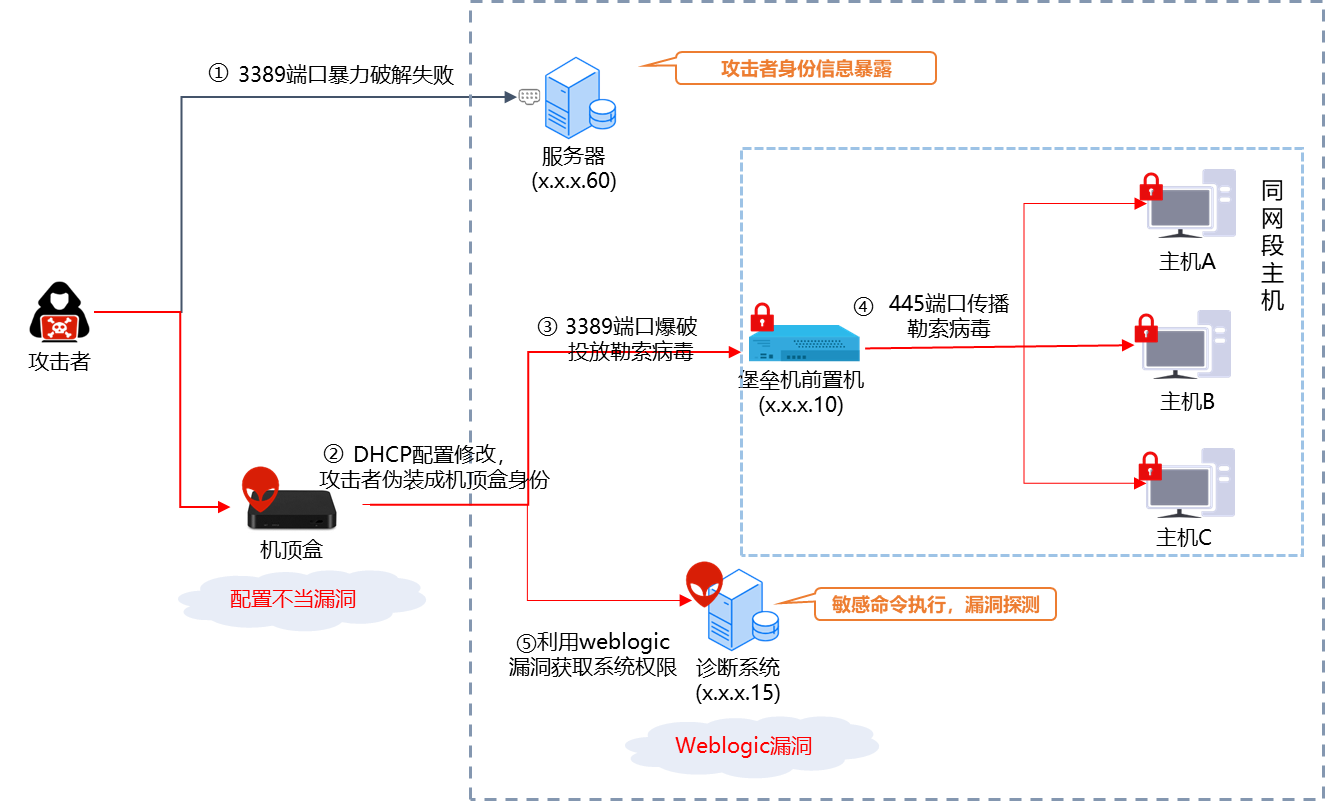 ① 3389端口暴力破解失败
攻击者身份信息暴露
服务器
(x.x.x.60)
同
网
段
主
机
主机A
攻击者
③ 3389端口爆破
投放勒索病毒
④ 445端口传播
勒索病毒
堡垒机前置机
(x.x.x.10)
主机B
② DHCP配置修改，
攻击者伪装成机顶盒身份
机顶盒
配置不当漏洞
主机C
敏感命令执行，漏洞探测
⑤利用weblogic
漏洞获取系统权限
诊断系统
(x.x.x.15)
Weblogic漏洞